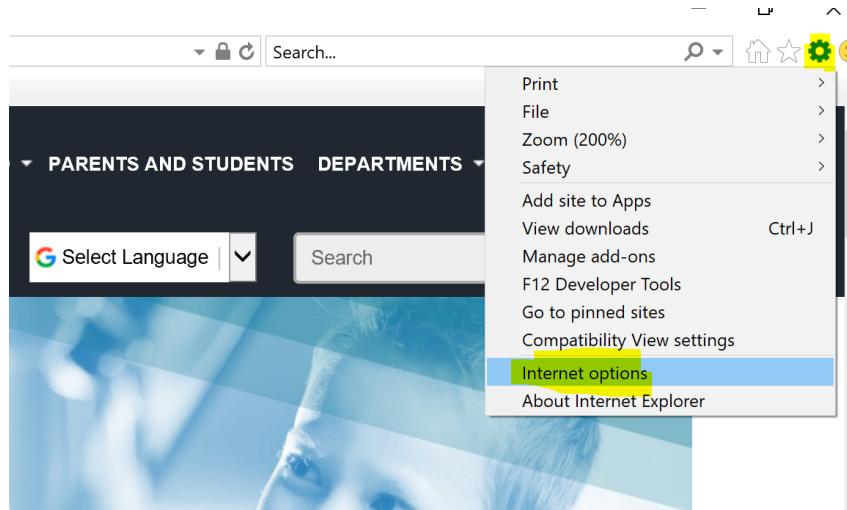 Search...
Print
File
Zoom (200%)
Safety
Add site to Apps
View downloads Ctrl+J
Manage add-ons
F12 Developer Tools
Go to pinned sites
Compatibility View settings
Internet options
About Internet Explorer
PARENTS AND STUDENTS DEPARTMENTS
Select Language
Search